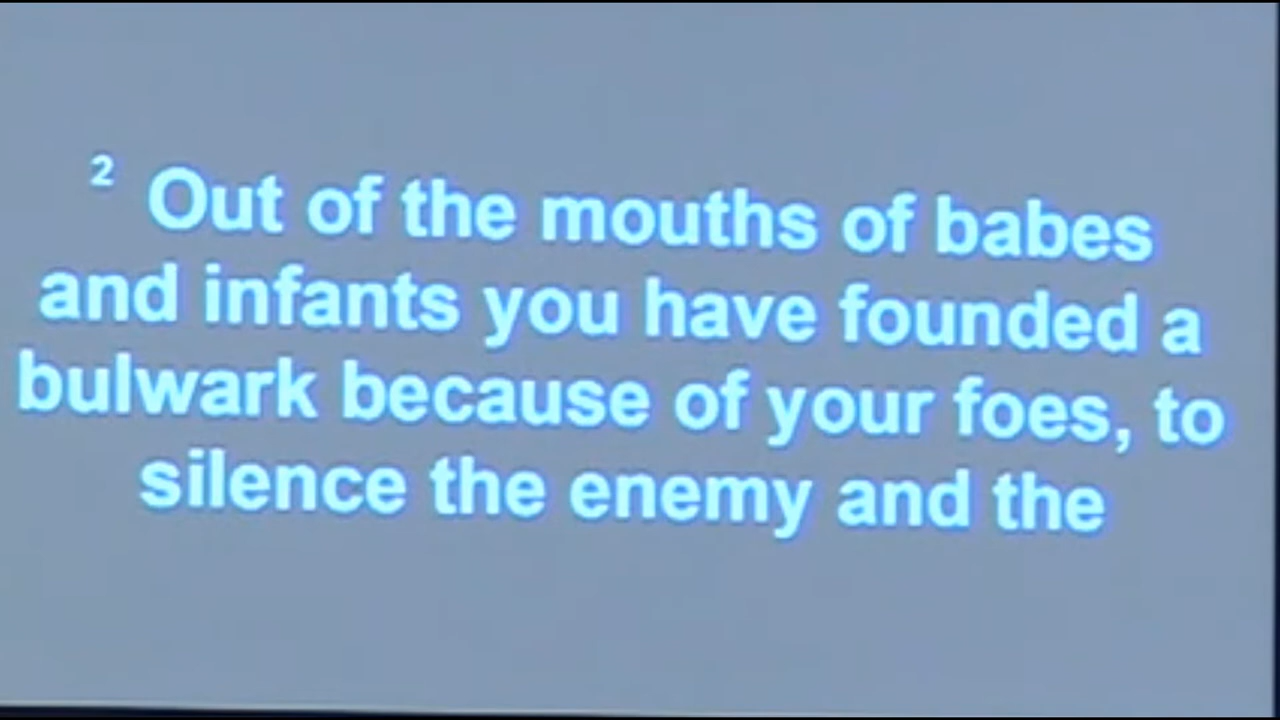 2 Out of the mouths of babes
and infants you have founded a
bulwark because of your foes, to
silence the enemy and the